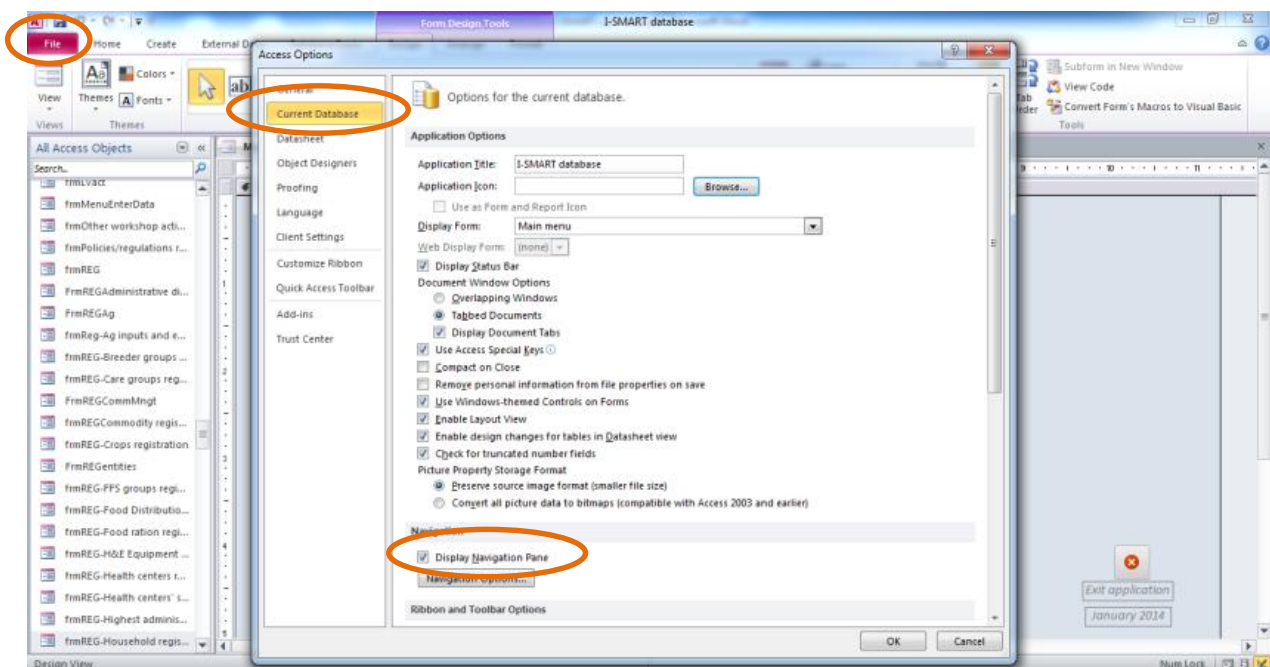 Form Design Tools
I-SMART database
File Home Create External D
View
Themes
Aa
Colors
A Fonts
ab
Views
Themes
Subform in New Window
View Code
Convert Form's Macros to Visual Basic
Tools
All Access Objects
Search..
frmMenuEnterData
frmOther workshop acti...
frmPolicies/regulations r...
frmREG
FrmREGAdministrative di...
FrmREGAg
frmReg-Ag inputs and e...
frmREG-Breeder groups ...
frmREG-Care groups reg...
frmREGCommMngt
frmREGCommodity regis...
frmREG-Crops registration
FrmREGentities
frmREG-FFS groups regi...
frmREG-Food Distributio...
frmREG-Food ration regi...
frmREG-H&E Equipment ...
frmREG-Health centers r...
frmREG-Health centers' s...
frmREG-Highest adminis...
frmREG-Household regis...
Design View
Access Options
General
Current Database
Datasheet
Object Designers
Proofing
Language
Client Settings
Customize Ribbon
Quick Access Toolbar
Add-ins
Trust Center
Options for the current database.
Application Options
Application Title: I-SMART database
Application Icon: Browse...
Use as Form and Report Icon
Display Form: Main menu
Web Display Form: (none)
Display Status Bar
Document Window Options
Overlapping Windows
Tabbed Documents
Display Document Tabs
Use Access Special Keys
Compact on Close
Remove personal information from file properties on save
Use Windows-themed Controls on Forms
Enable Layout View
Enable design changes for tables in Datasheet view
Check for truncated number fields
Picture Property Storage Format
Preserve source image format (smaller file size)
Convert all picture data to bitmaps (compatible with Access 2003 and earlier)
Navigation
Display Navigation Pane
Navigation Options...
Ribbon and Toolbar Options
OK Cancel
Exit application
January 2014
Num Lock